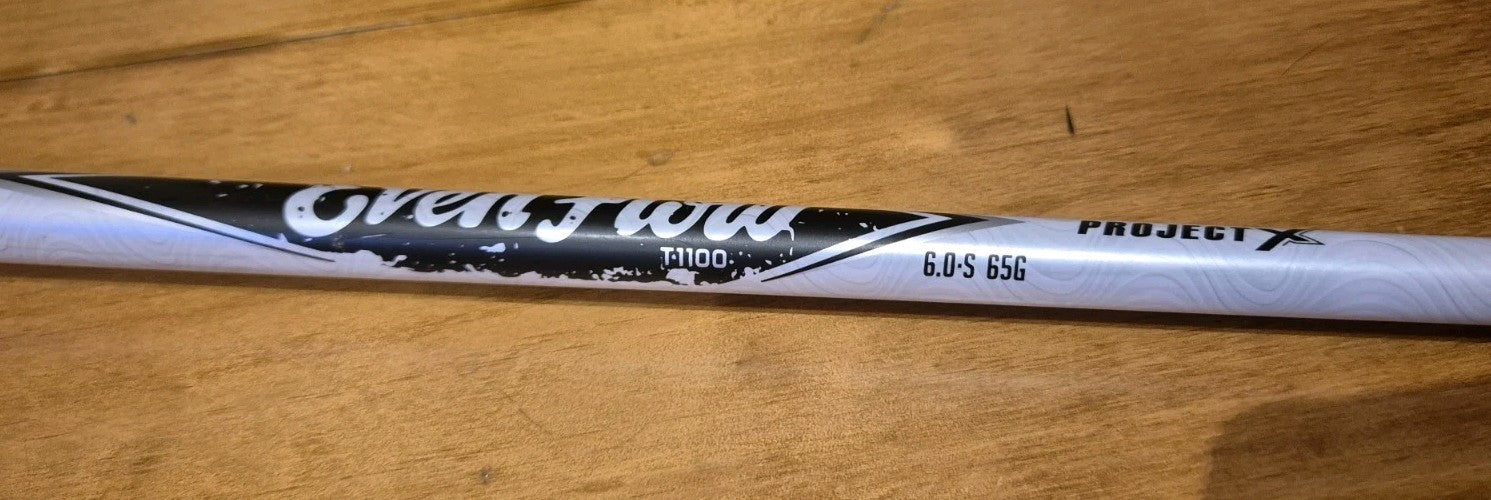 Even Flow
T1100
PROJECT X
6.0·S 65G